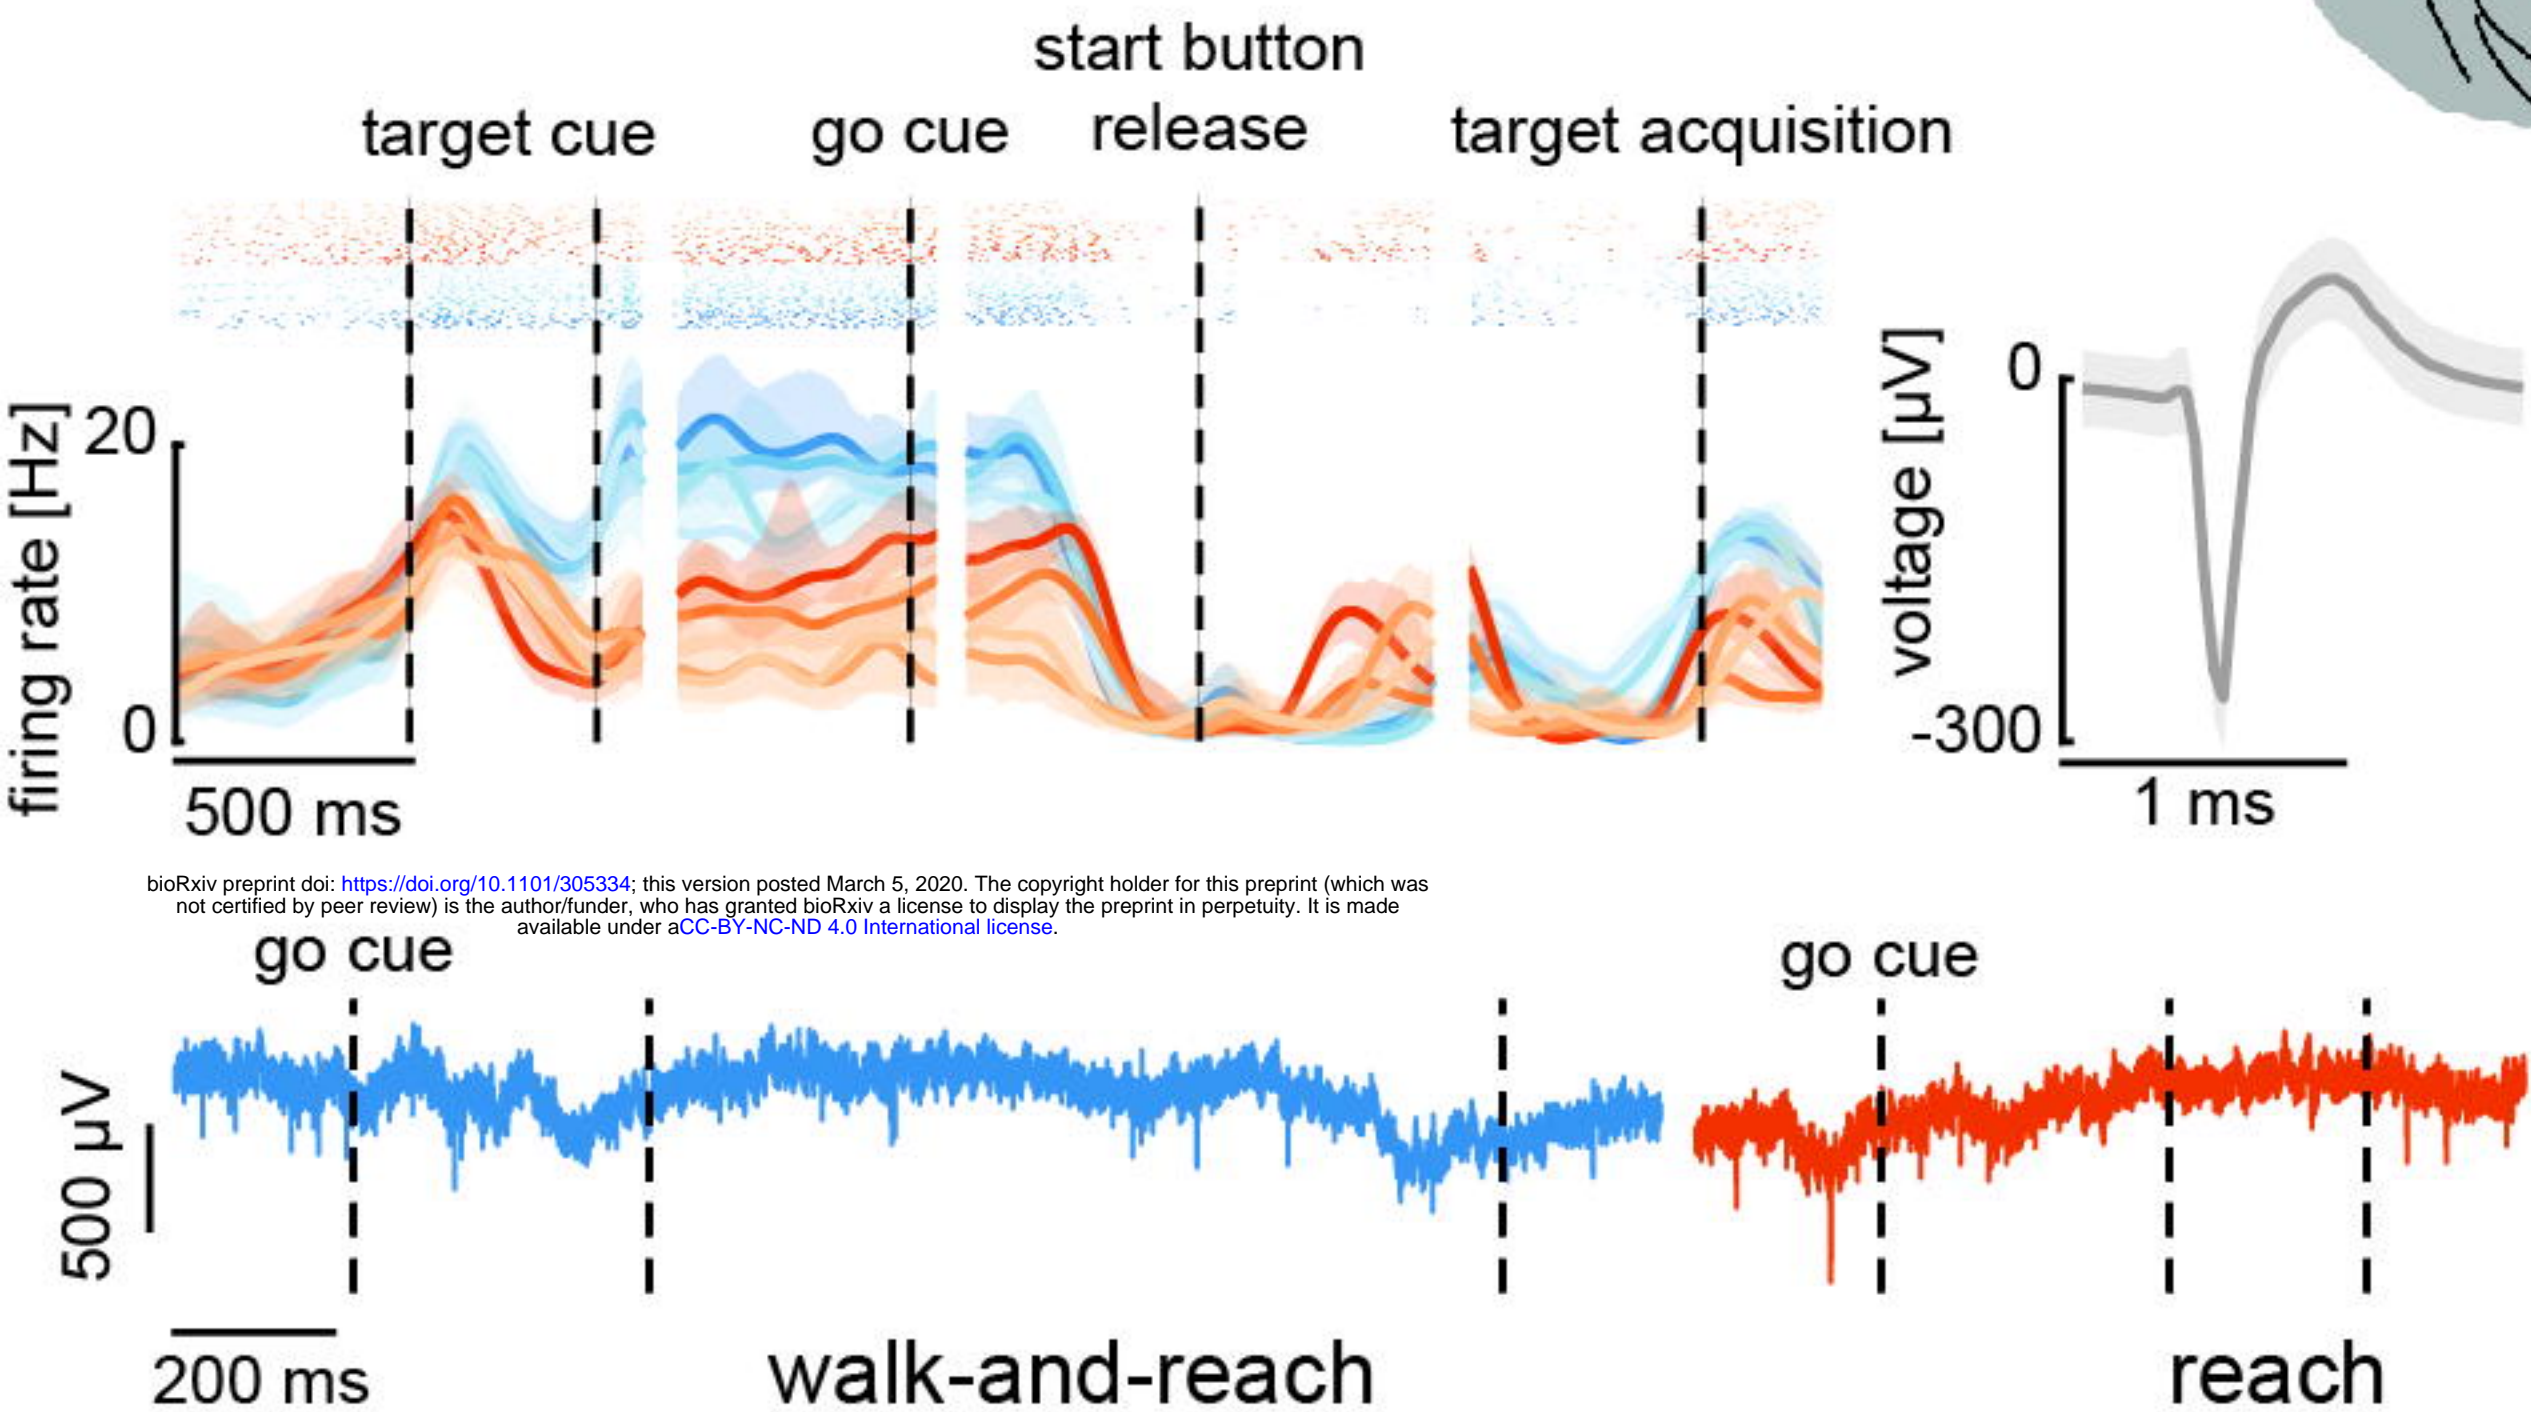 start button
target cue go cue release target acquisition
firing rate [Hz]
20
0
500 ms
voltage [µV]
0
-300
1 ms
bioRxiv preprint doi: https://doi.org/10.1101/305334; this version posted March 5, 2020. The copyright holder for this preprint (which was
not certified by peer review) is the author/funder, who has granted bioRxiv a license to display the preprint in perpetuity. It is made
available under aCC-BY-NC-ND 4.0 International license.
go cue go cue
500 µV
200 ms
walk-and-reach reach